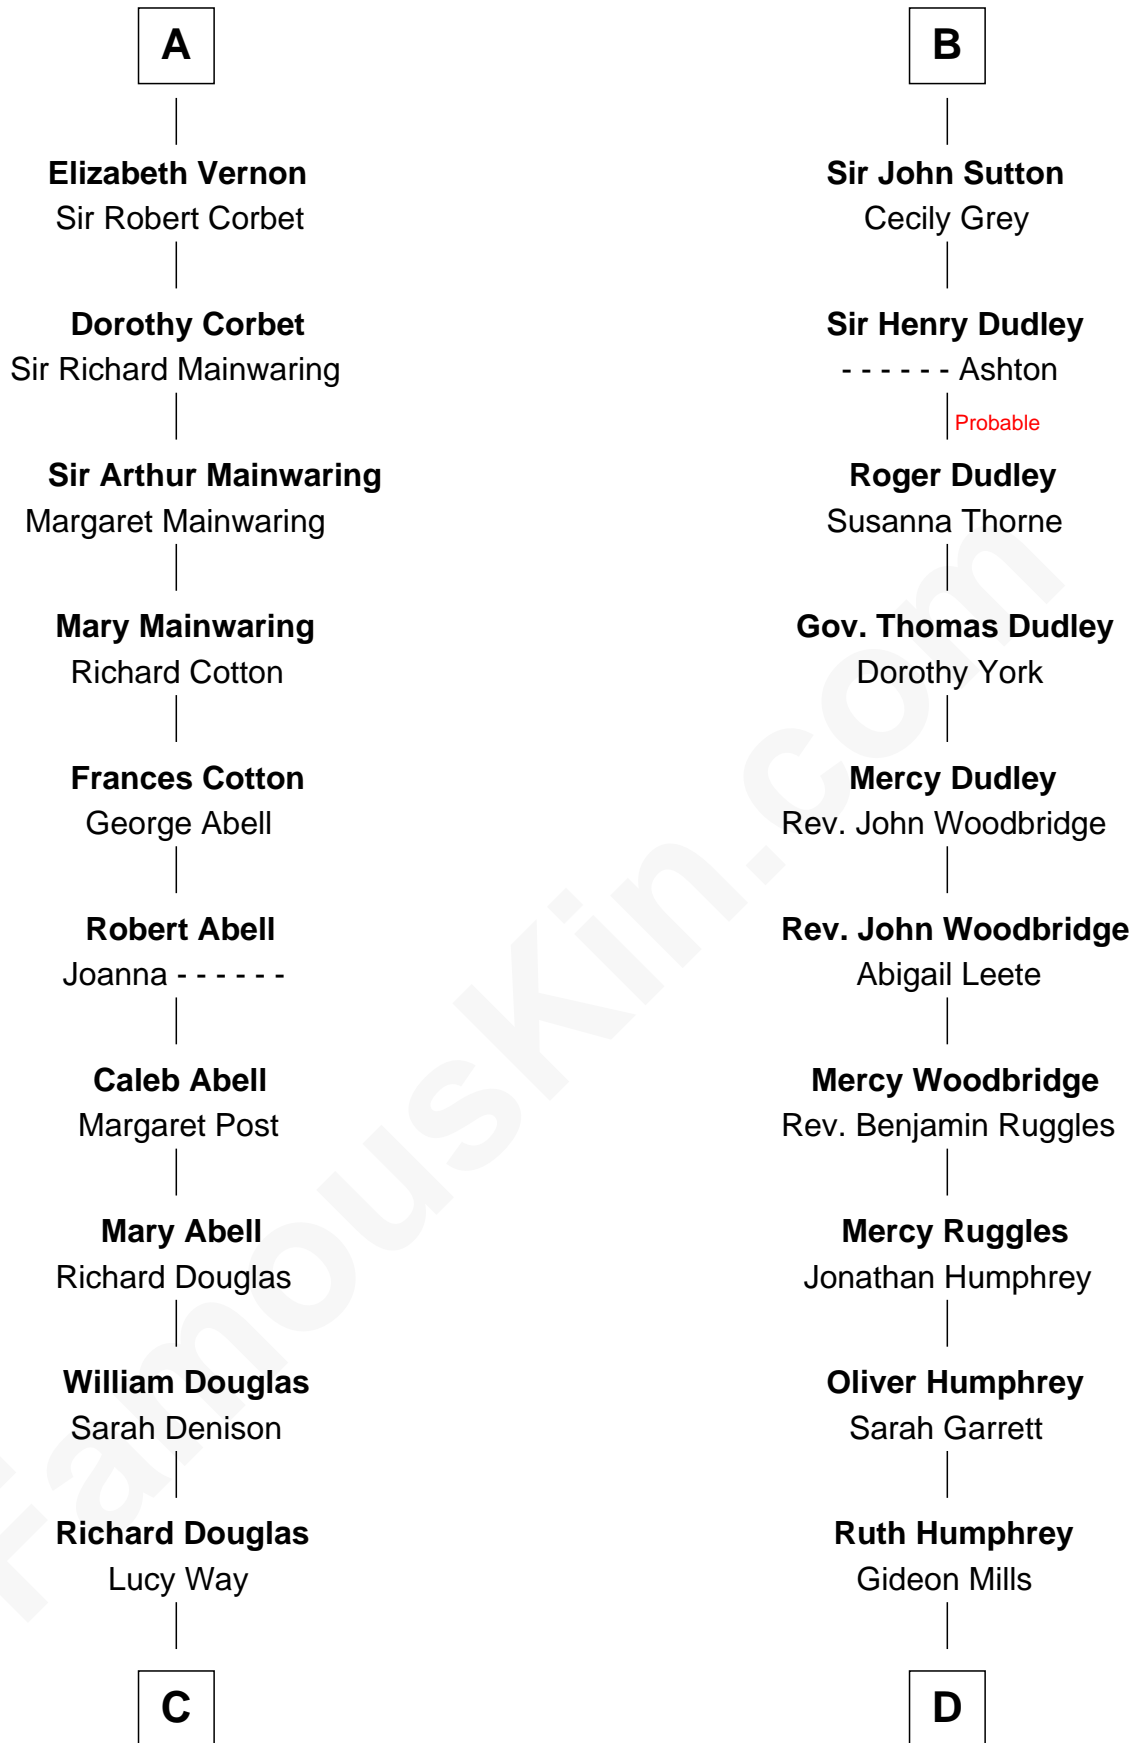 A
Elizabeth Vernon
Sir Robert Corbet
Dorothy Corbet
Sir Richard Mainwaring
Sir Arthur Mainwaring
Margaret Mainwaring
Mary Mainwaring
Richard Cotton
Frances Cotton
George Abell
Robert Abell
Joanna - - - - - -
Caleb Abell
Margaret Post
Mary Abell
Richard Douglas
William Douglas
Sarah Denison
Richard Douglas
Lucy Way
C
B
Sir John Sutton
Cecily Grey
Sir Henry Dudley
- - - - - - Ashton
Probable
Roger Dudley
Susanna Thorne
Gov. Thomas Dudley
Dorothy York
Mercy Dudley
Rev. John Woodbridge
Rev. John Woodbridge
Abigail Leete
Mercy Woodbridge
Rev. Benjamin Ruggles
Mercy Ruggles
Jonathan Humphrey
Oliver Humphrey
Sarah Garrett
Ruth Humphrey
Gideon Mills
D
FamousKin.com